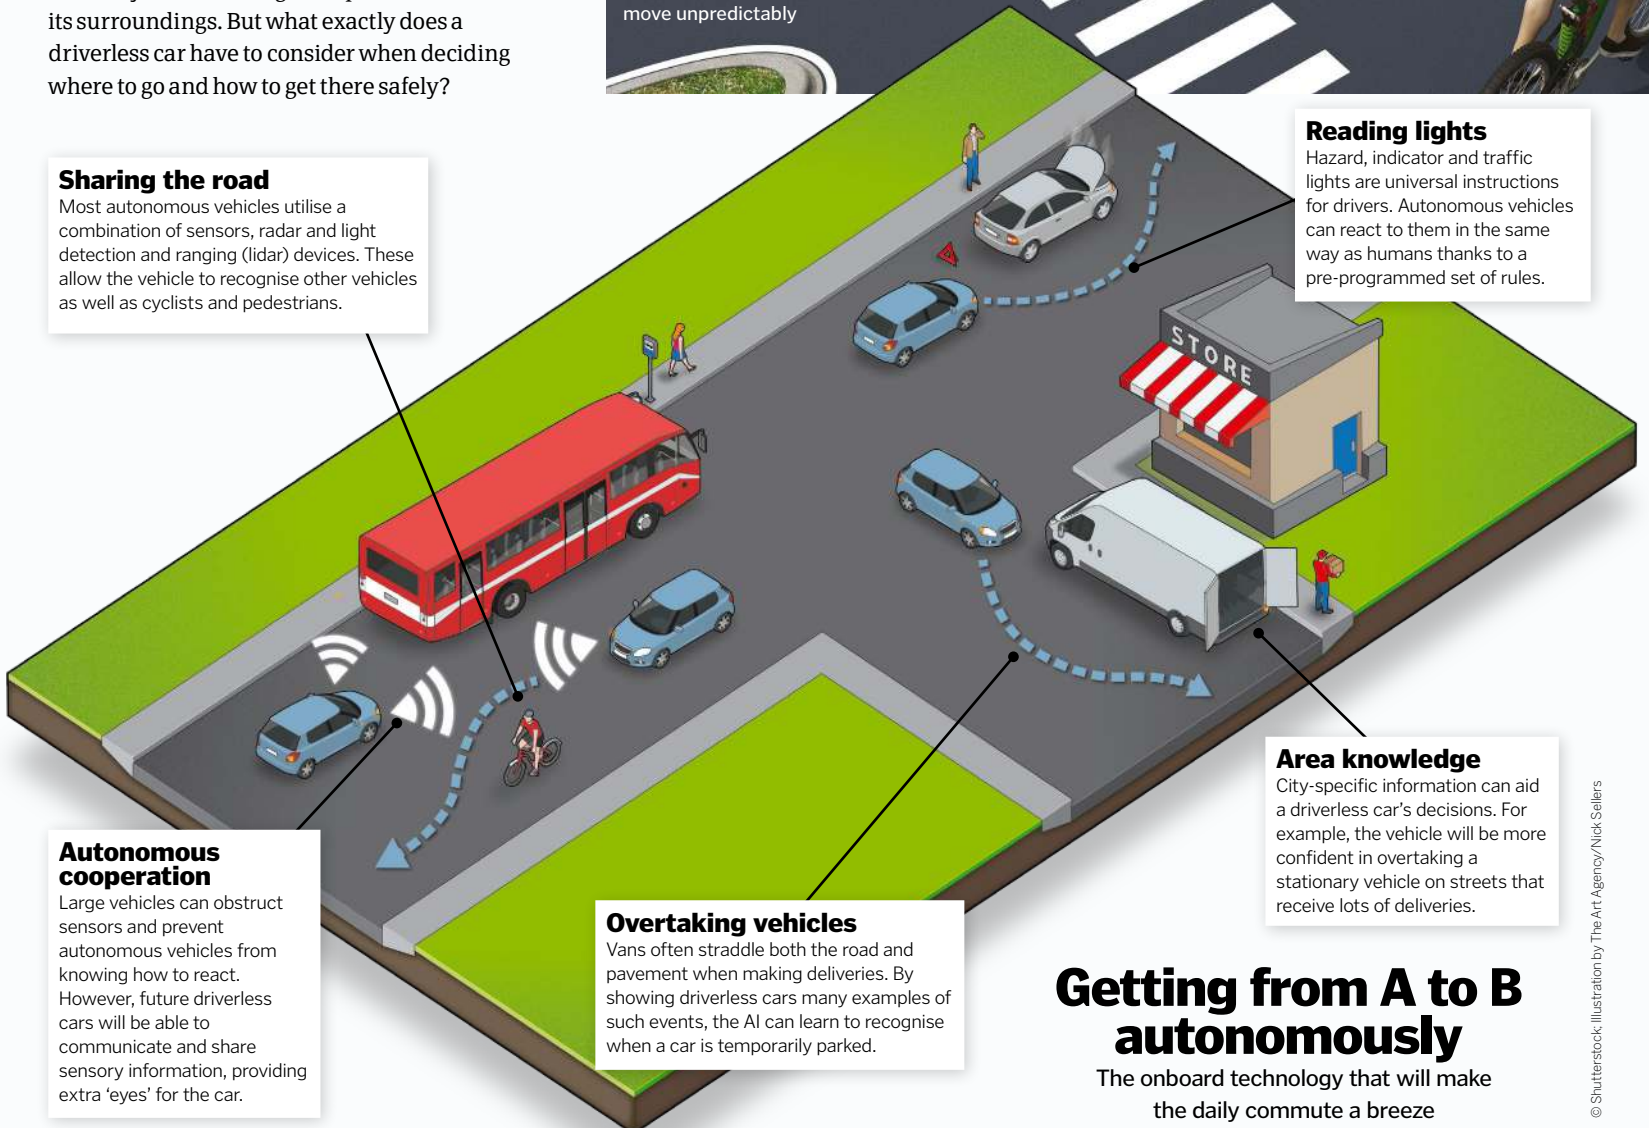 its surroundings. But what exactly does a
driverless car have to consider when deciding
where to go and how to get there safely?
move unpredictably
Sharing the road
Most autonomous vehicles utilise a
combination of sensors, radar and light
detection and ranging (lidar) devices. These
allow the vehicle to recognise other vehicles
as well as cyclists and pedestrians.
Reading lights
Hazard, indicator and traffic
lights are universal instructions
for drivers. Autonomous vehicles
can react to them in the same
way as humans thanks to a
pre-programmed set of rules.
STORE
Autonomous
cooperation
Large vehicles can obstruct
sensors and prevent
autonomous vehicles from
knowing how to react.
However, future driverless
cars will be able to
communicate and share
sensory information, providing
extra ‘eyes’ for the car.
Overtaking vehicles
Vans often straddle both the road and
pavement when making deliveries. By
showing driverless cars many examples of
such events, the AI can learn to recognise
when a car is temporarily parked.
Area knowledge
City-specific information can aid
a driverless car’s decisions. For
example, the vehicle will be more
confident in overtaking a
stationary vehicle on streets that
receive lots of deliveries.
Getting from A to B
autonomously
The onboard technology that will make
the daily commute a breeze
© Shutterstock; Illustration by The Art Agency/Nick Sellers